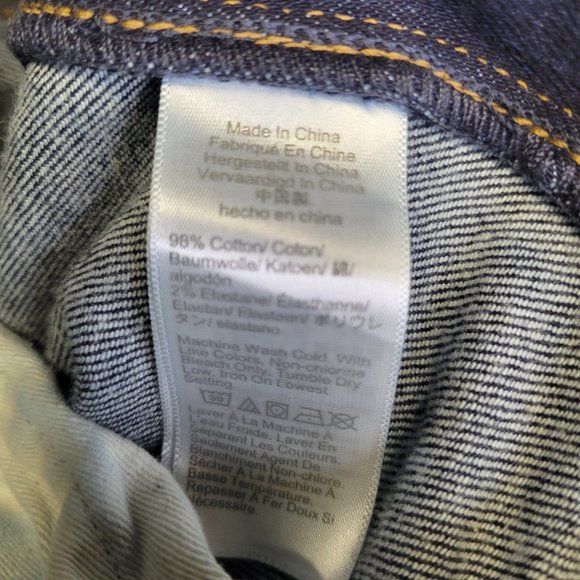 Made In China
Fabriqué En Chine
Hergestellt In China
Vervaardigd In China
中国製
hecho en china
98% Cotton/ Coton/
Baumwolle/ Katoen/ 綿/
algodón
2% Elastane/ Élasthanne/
Elastan/ Elastaan/ ポリウレ
タン/ elastano
Machine Wash Cold. With
Like Colors. Non-chlorine
Bleach Only. Tumble Dry
Low. Iron On Lowest
Setting.
30
Laver À La Machine À
L'eau Froide. Laver En
Séparant Les Couleurs.
Seulement Agent De
Blanchiment Non-chlore.
Sécher À La Machine À
Basse Température.
Repasser À Fer Doux Si
Nécessaire.